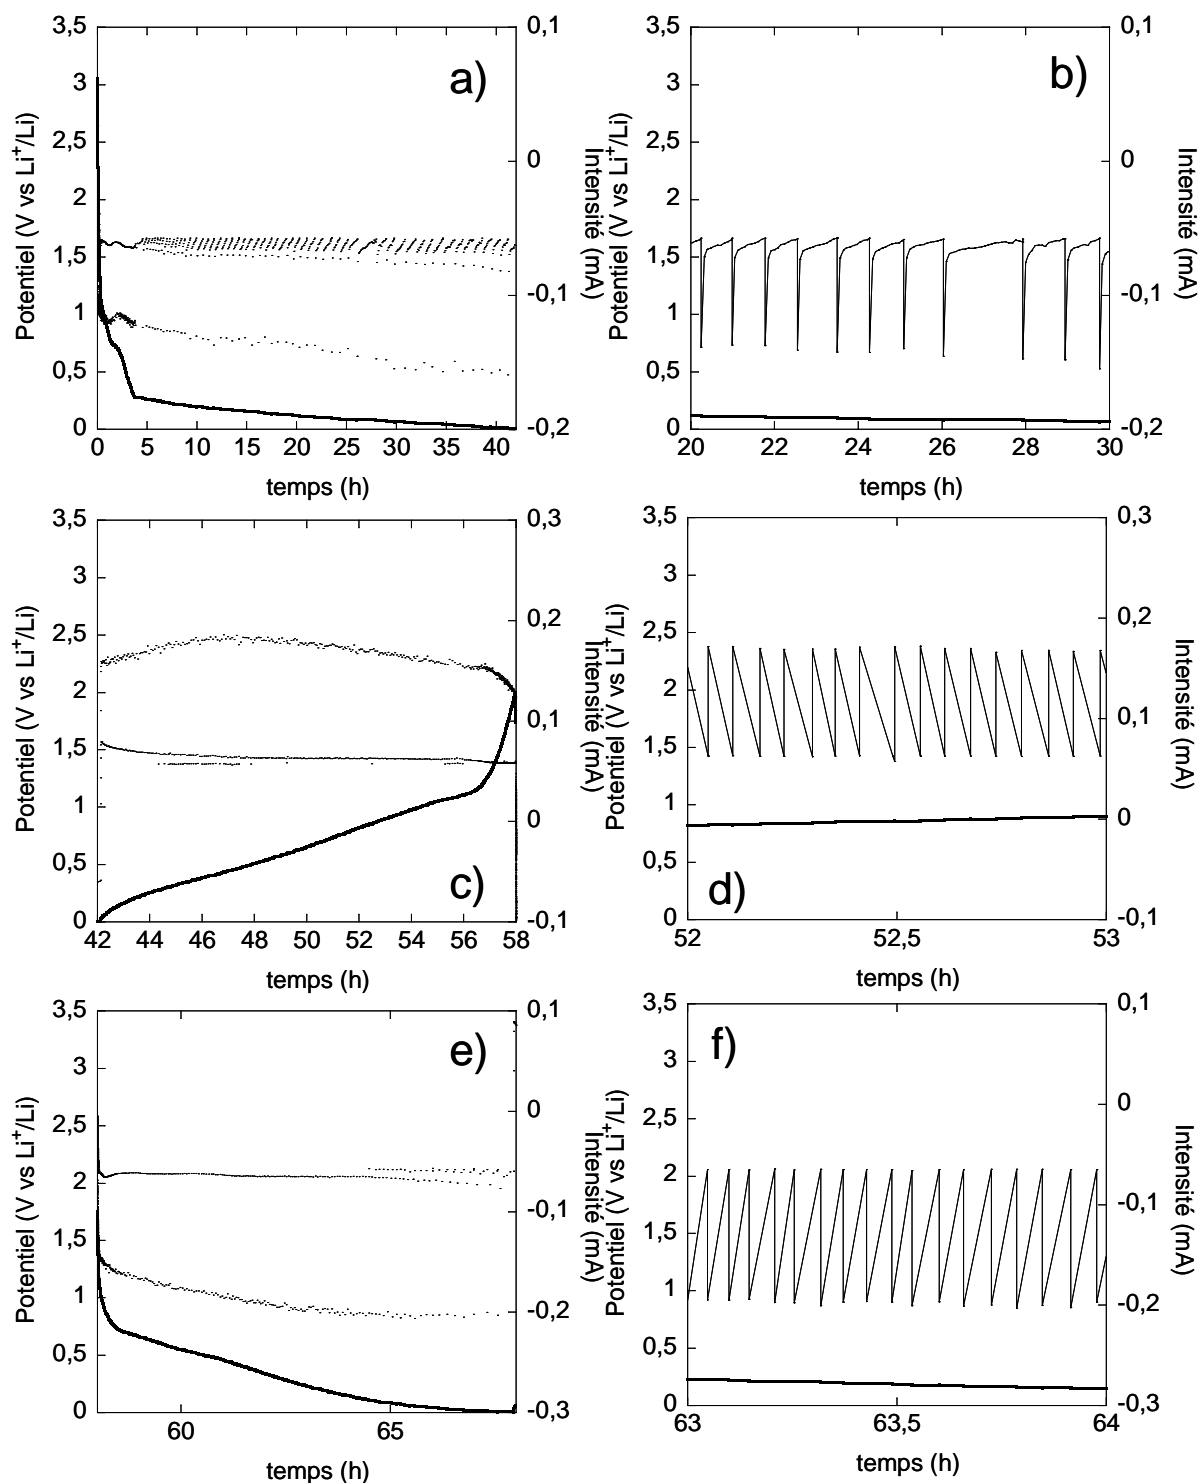 a)
3,5
3
2,5
2
1,5
1
0,5
0
Potentiel (V vs Li⁺/Li)
0,1
0
-0,1
-0,2
Intensité (mA)
0 5 10 15 20 25 30 35 40
temps (h)
b)
3,5
3
2,5
2
1,5
1
0,5
0
Potentiel (V vs Li⁺/Li)
0,1
0
-0,1
-0,2
Intensité (mA)
20 22 24 26 28 30
temps (h)
c)
3,5
3
2,5
2
1,5
1
0,5
0
Potentiel (V vs Li⁺/Li)
0,3
0,2
0,1
0
-0,1
Intensité (mA)
42 44 46 48 50 52 54 56 58
temps (h)
d)
3,5
3
2,5
2
1,5
1
0,5
0
Potentiel (V vs Li⁺/Li)
0,3
0,2
0,1
0
-0,1
Intensité (mA)
52 52,5 53
temps (h)
e)
3,5
3
2,5
2
1,5
1
0,5
0
Potentiel (V vs Li⁺/Li)
0,1
0
-0,1
-0,2
-0,3
Intensité (mA)
60 65
temps (h)
f)
3,5
3
2,5
2
1,5
1
0,5
0
Potentiel (V vs Li⁺/Li)
0,1
0
-0,1
-0,2
-0,3
Intensité (mA)
63 63,5 64
temps (h)